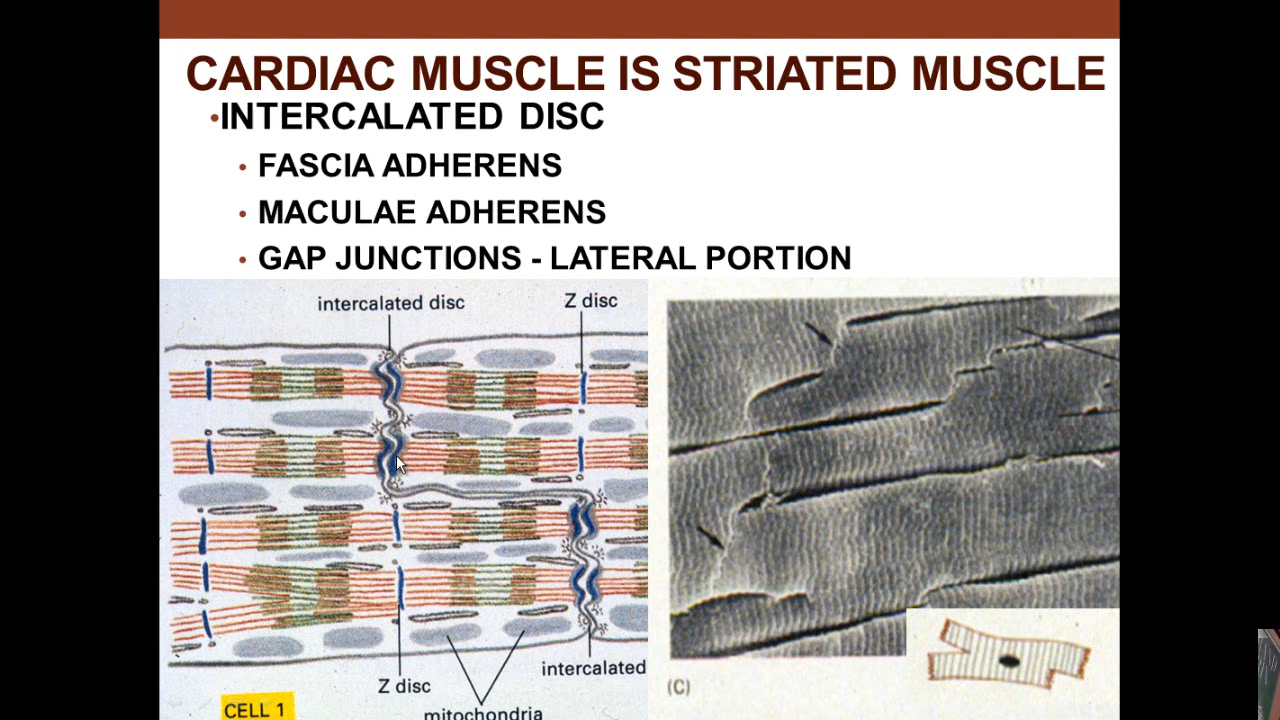 CARDIAC MUSCLE IS STRIATED MUSCLE
•INTERCALATED DISC
• FASCIA ADHERENS
• MACULAE ADHERENS
• GAP JUNCTIONS - LATERAL PORTION
intercalated disc
Z disc
intercalated
Z disc
(C)
CELL 1
mitochondria